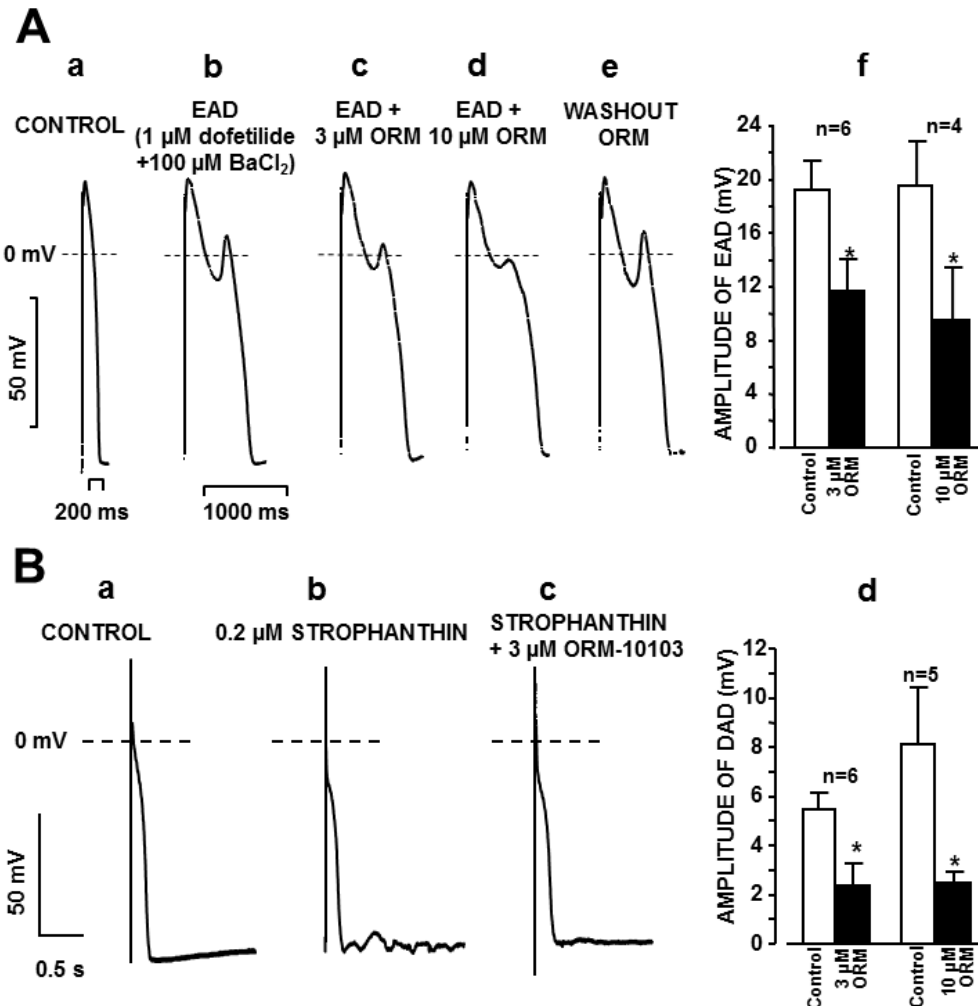 A
a
CONTROL
b
EAD
(1 µM dofetilide
+100 µM BaCl2)
c
EAD +
3 µM ORM
d
EAD +
10 µM ORM
e
WASHOUT
ORM
0 mV
50 mV
200 ms
1000 ms
f
AMPLITUDE OF EAD (mV)
24
20
16
12
8
4
0
n=6
n=4
*
*
Control
3 µM
ORM
Control
10 µM
ORM
B
a
CONTROL
b
0.2 µM STROPHANTHIN
c
STROPHANTHIN
+ 3 µM ORM-10103
0 mV
50 mV
0.5 s
d
AMPLITUDE OF DAD (mV)
12
10
8
6
4
2
0
n=6
n=5
*
*
Control
3 µM
ORM
Control
10 µM
ORM